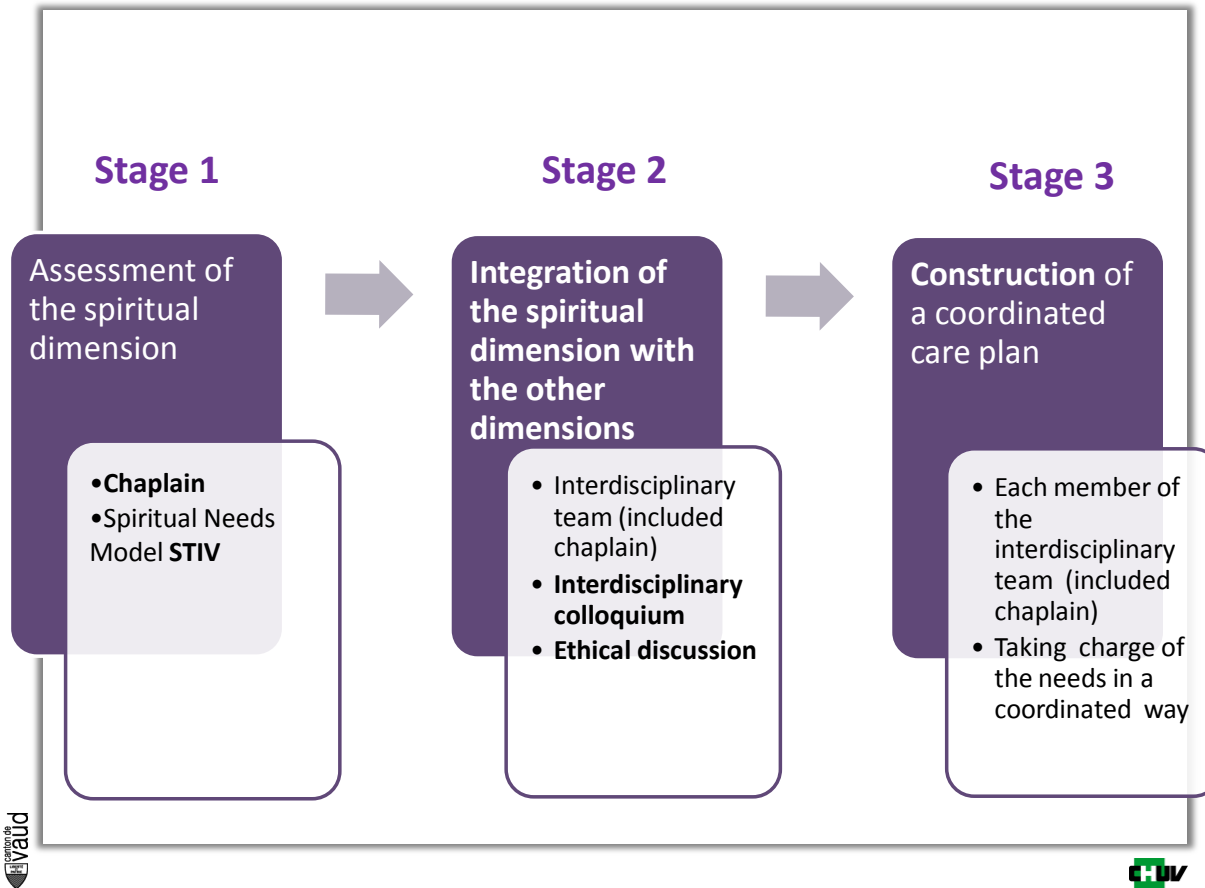 Stage 1
Assessment of
the spiritual
dimension
•Chaplain
•Spiritual Needs
Model STIV
Stage 2
Integration of
the spiritual
dimension with
the other
dimensions
• Interdisciplinary
team (included
chaplain)
• Interdisciplinary
colloquium
• Ethical discussion
Stage 3
Construction of
a coordinated
care plan
• Each member of
the
interdisciplinary
team (included
chaplain)
• Taking charge of
the needs in a
coordinated way
canton de
vaud
LIBERTÉ
ET
PATRIE
CHUV